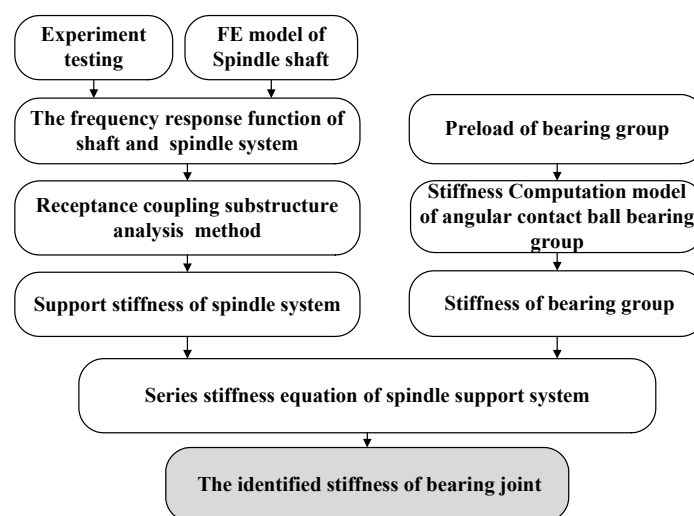 Experiment
testing
FE model of
Spindle shaft
The frequency response function of
shaft and spindle system
Preload of bearing group
Receptance coupling substructure
analysis method
Stiffness Computation model
of angular contact ball bearing
group
Support stiffness of spindle system
Stiffness of bearing group
Series stiffness equation of spindle support system
The identified stiffness of bearing joint